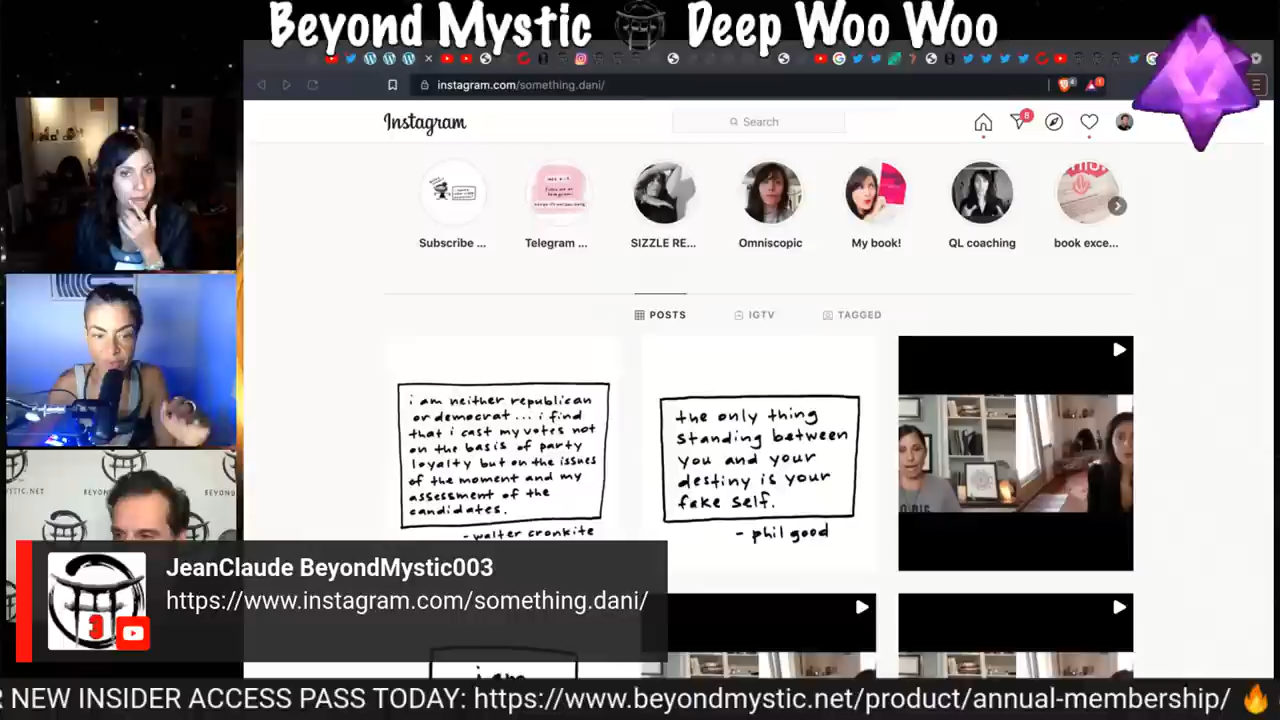 Beyond Mystic Deep Woo Woo
instagram.com/something.dani/
Instagram
Search
8
Subscribe ...
Telegram ...
SIZZLE RE...
Omniscopic
My book!
QL coaching
book exce...
POSTS
IGTV
TAGGED
i am neither republican
or democrat... i find
that i cast my votes not
on the basis of party
loyalty but on the issues
of the moment and my
assessment of the
candidates.
-walter cronkite
the only thing
standing between
you and your
destiny is your
fake self.
- phil good
i am
JeanClaude BeyondMystic003
https://www.instagram.com/something.dani/
R NEW INSIDER ACCESS PASS TODAY: https://www.beyondmystic.net/product/annual-membership/